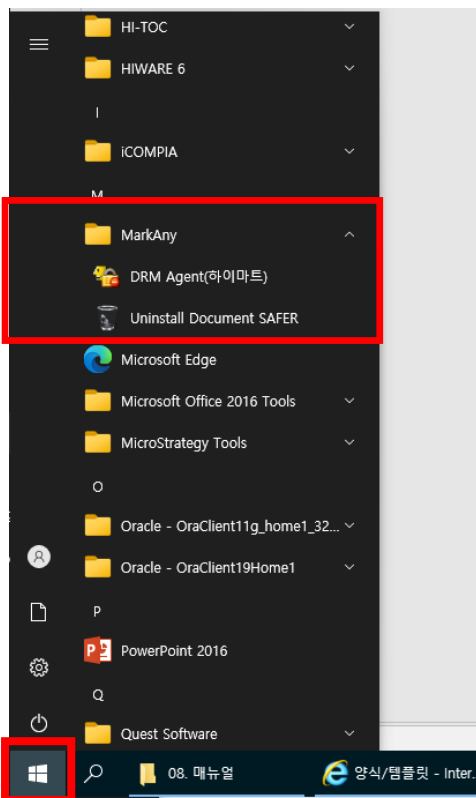 HI-TOC
HIWARE 6
I
iCOMPIA
M
MarkAny
DRM Agent(하이마트)
Uninstall Document SAFER
Microsoft Edge
Microsoft Office 2016 Tools
MicroStrategy Tools
O
Oracle - OraClient11g_home1_32...
Oracle - OraClient19Home1
P
PowerPoint 2016
Q
Quest Software
08. 매뉴얼
양식/템플릿 - Inter...